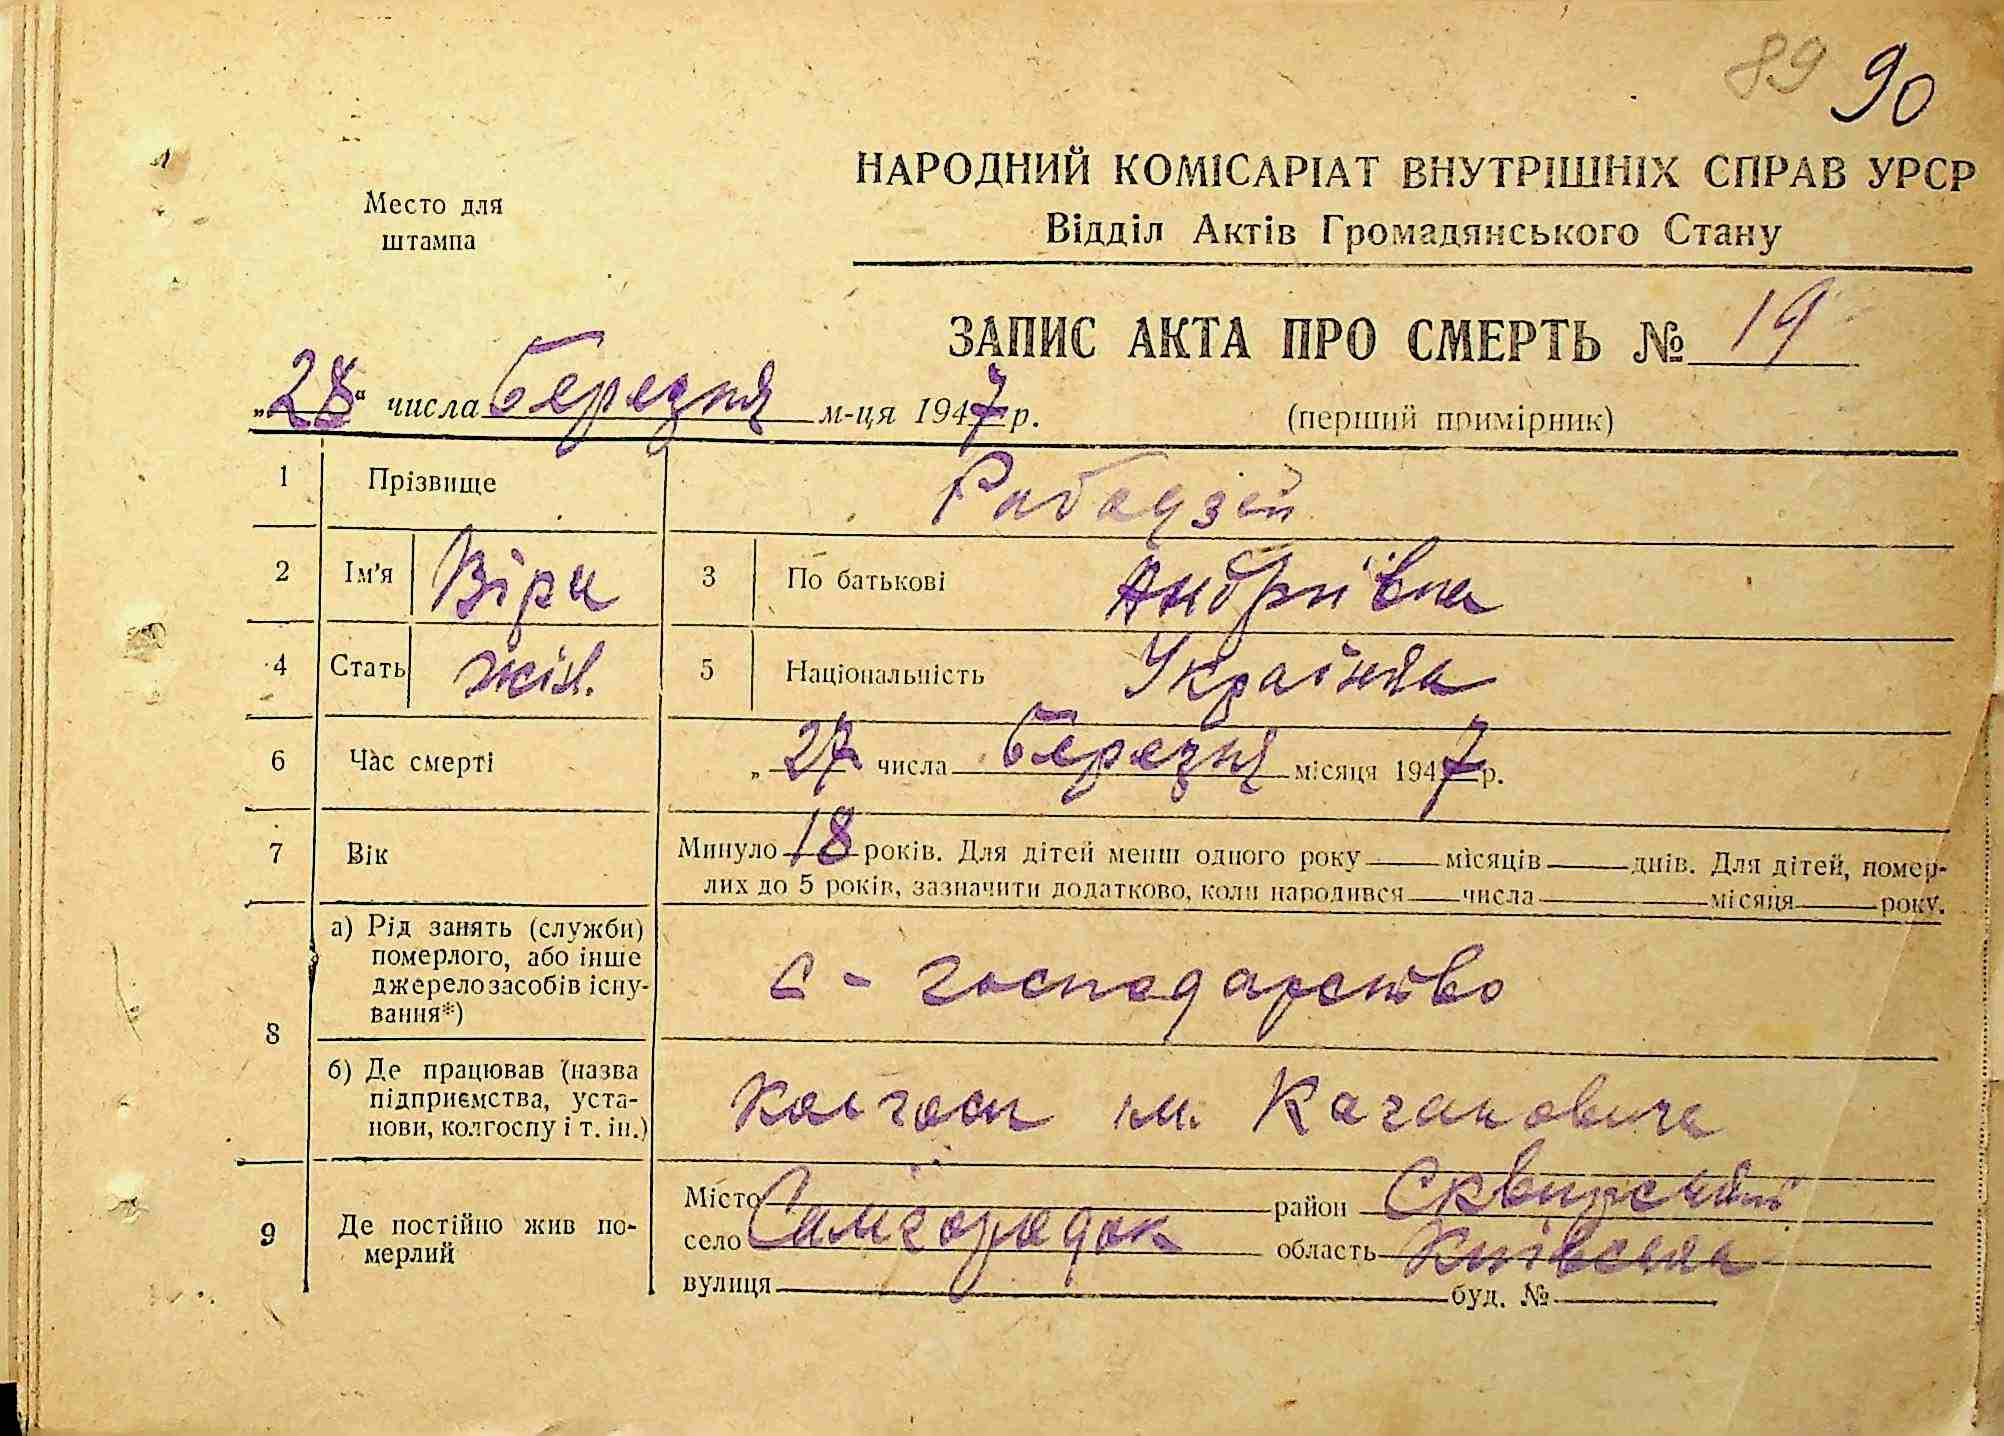 89 90
НАРОДНИЙ КОМІСАРІАТ ВНУТРІШНІХ СПРАВ УРСР
Место для
штампа
Відділ Актів Громадянського Стану
ЗАПИС АКТА ПРО СМЕРТЬ № 19
„28“ числа березня м-ця 1947 р.
(перший примірник)
1 Прізвище Рабадзей
2 Ім'я Віра 3 По батькові Андріївна
4 Стать жін. 5 Національність Українка
6 Час смерті „27 числа березня місяця 1947 р.
7 Вік Минуло 18 років. Для дітей менш одного року — місяців — днів. Для дітей, помер-
лих до 5 років, зазначити додатково, коли народився — числа — місяця — року.
8 а) Рід занять (служби)
померлого, або інше
джерело засобів існу-
вання*)
с - господарство
б) Де працював (назва
підприємства, уста-
нови, колгоспу і т. ін.)
колгосп ім. Кагановича
9 Де постійно жив по-
мерлий
Місто район Сквирський
село Самгородок область Київська
вулиця буд. №